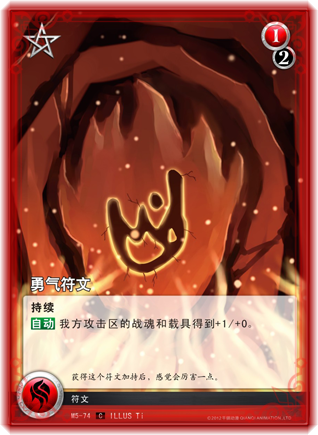 1
2
勇气符文
持续
自动 我方攻击区的战魂和载具得到+1/+0。
获得这个符文加持后，感觉会厉害一点。
符文
MS-74 C ILLUS Ti